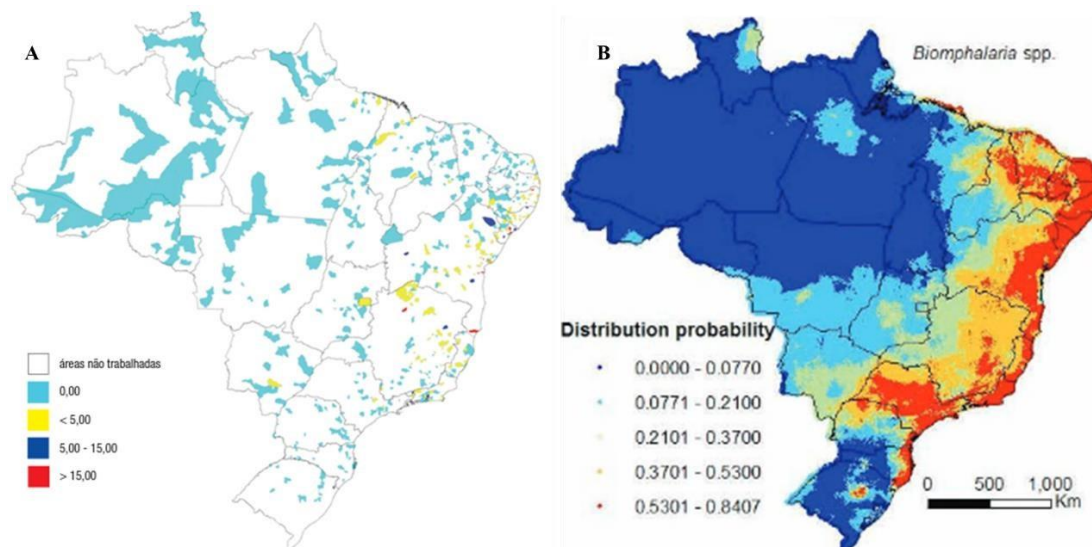 A
áreas não trabalhadas
0,00
< 5,00
5,00 - 15,00
> 15,00
B
Biomphalaria spp.
Distribution probability
0.0000 - 0.0770
0.0771 - 0.2100
0.2101 - 0.3700
0.3701 - 0.5300
0.5301 - 0.8407
0 500 1,000
Km